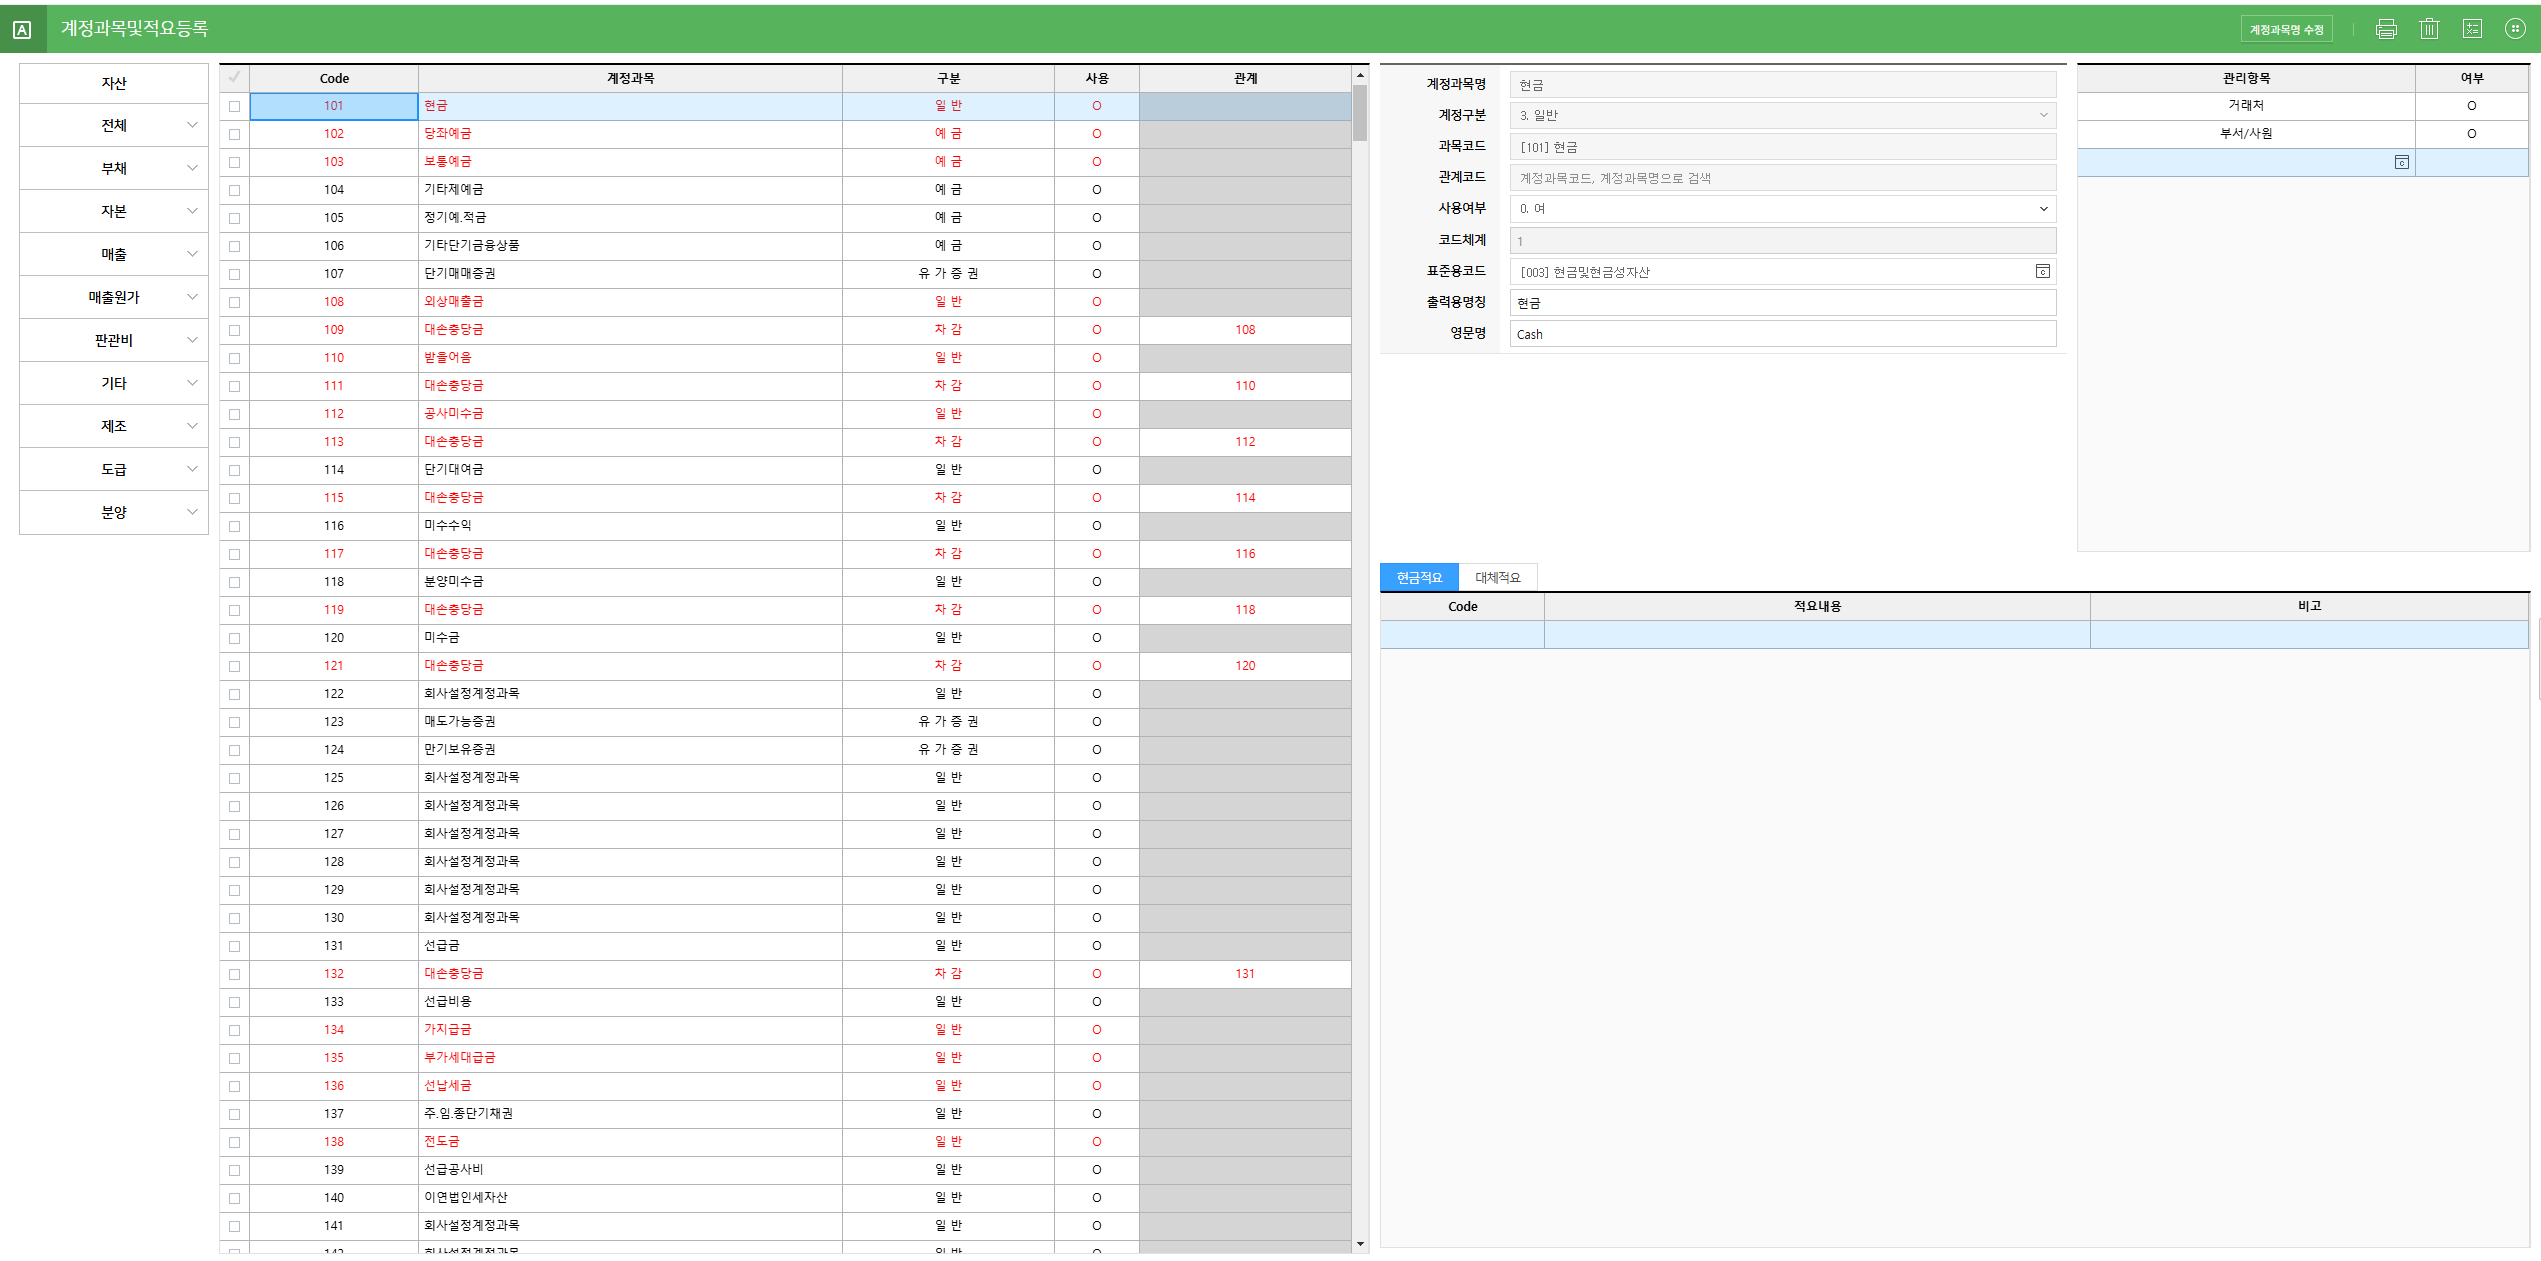 A 계정과목및적요등록 계정과목명 수정
자산
전체
부채
자본
매출
매출원가
판관비
기타
제조
도급
분양
Code 계정과목 구분 사용 관계
101 현금 일 반 O
102 당좌예금 예 금 O
103 보통예금 예 금 O
104 기타제예금 예 금 O
105 정기예.적금 예 금 O
106 기타단기금융상품 예 금 O
107 단기매매증권 유 가 증 권 O
108 외상매출금 일 반 O
109 대손충당금 차 감 O 108
110 받을어음 일 반 O
111 대손충당금 차 감 O 110
112 공사미수금 일 반 O
113 대손충당금 차 감 O 112
114 단기대여금 일 반 O
115 대손충당금 차 감 O 114
116 미수수익 일 반 O
117 대손충당금 차 감 O 116
118 분양미수금 일 반 O
119 대손충당금 차 감 O 118
120 미수금 일 반 O
121 대손충당금 차 감 O 120
122 회사설정계정과목 일 반 O
123 매도가능증권 유 가 증 권 O
124 만기보유증권 유 가 증 권 O
125 회사설정계정과목 일 반 O
126 회사설정계정과목 일 반 O
127 회사설정계정과목 일 반 O
128 회사설정계정과목 일 반 O
129 회사설정계정과목 일 반 O
130 회사설정계정과목 일 반 O
131 선급금 일 반 O
132 대손충당금 차 감 O 131
133 선급비용 일 반 O
134 가지급금 일 반 O
135 부가세대급금 일 반 O
136 선납세금 일 반 O
137 주.임.종단기채권 일 반 O
138 전도금 일 반 O
139 선급공사비 일 반 O
140 이연법인세자산 일 반 O
141 회사설정계정과목 일 반 O
142 회사설정계정과목 일 반 O
계정과목명 현금
계정구분 3. 일반
과목코드 [101] 현금
관계코드 계정과목코드, 계정과목명으로 검색
사용여부 0. 여
코드체계 1
표준용코드 [003] 현금및현금성자산
출력용명칭 현금
영문명 Cash
관리항목 여부
거래처 O
부서/사원 O
현금적요 대체적요
Code 적요내용 비고